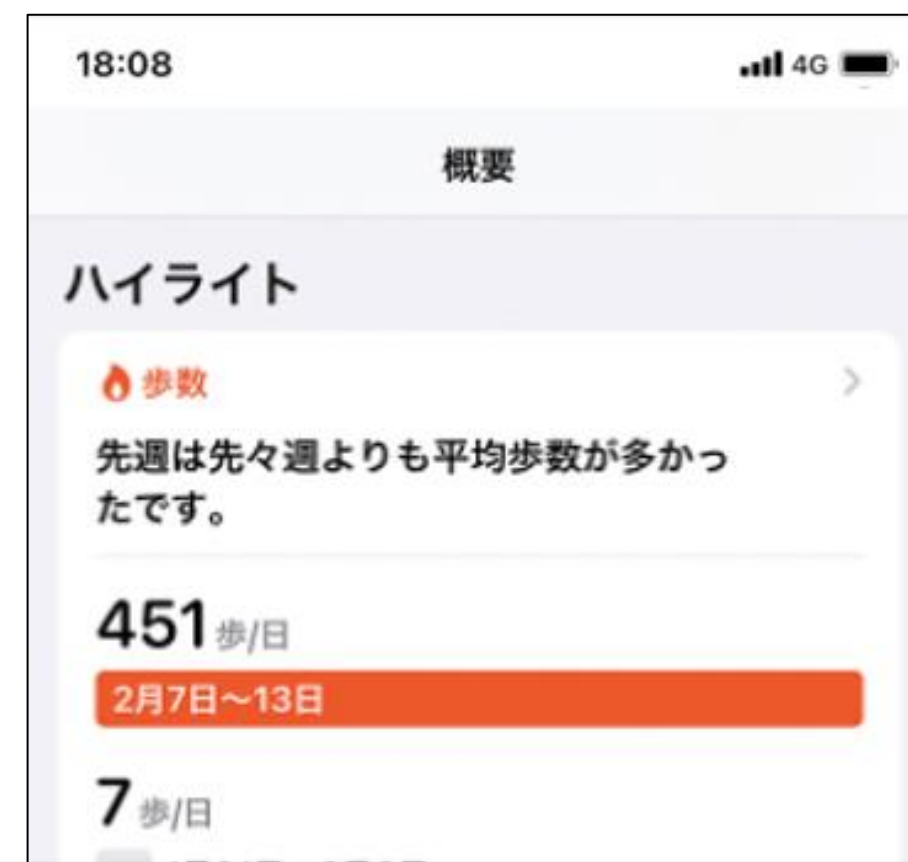 18:08
4G
概要
ハイライト
歩数
先週は先々週よりも平均歩数が多かっ
たです。
451歩/日
2月7日〜13日
7歩/日